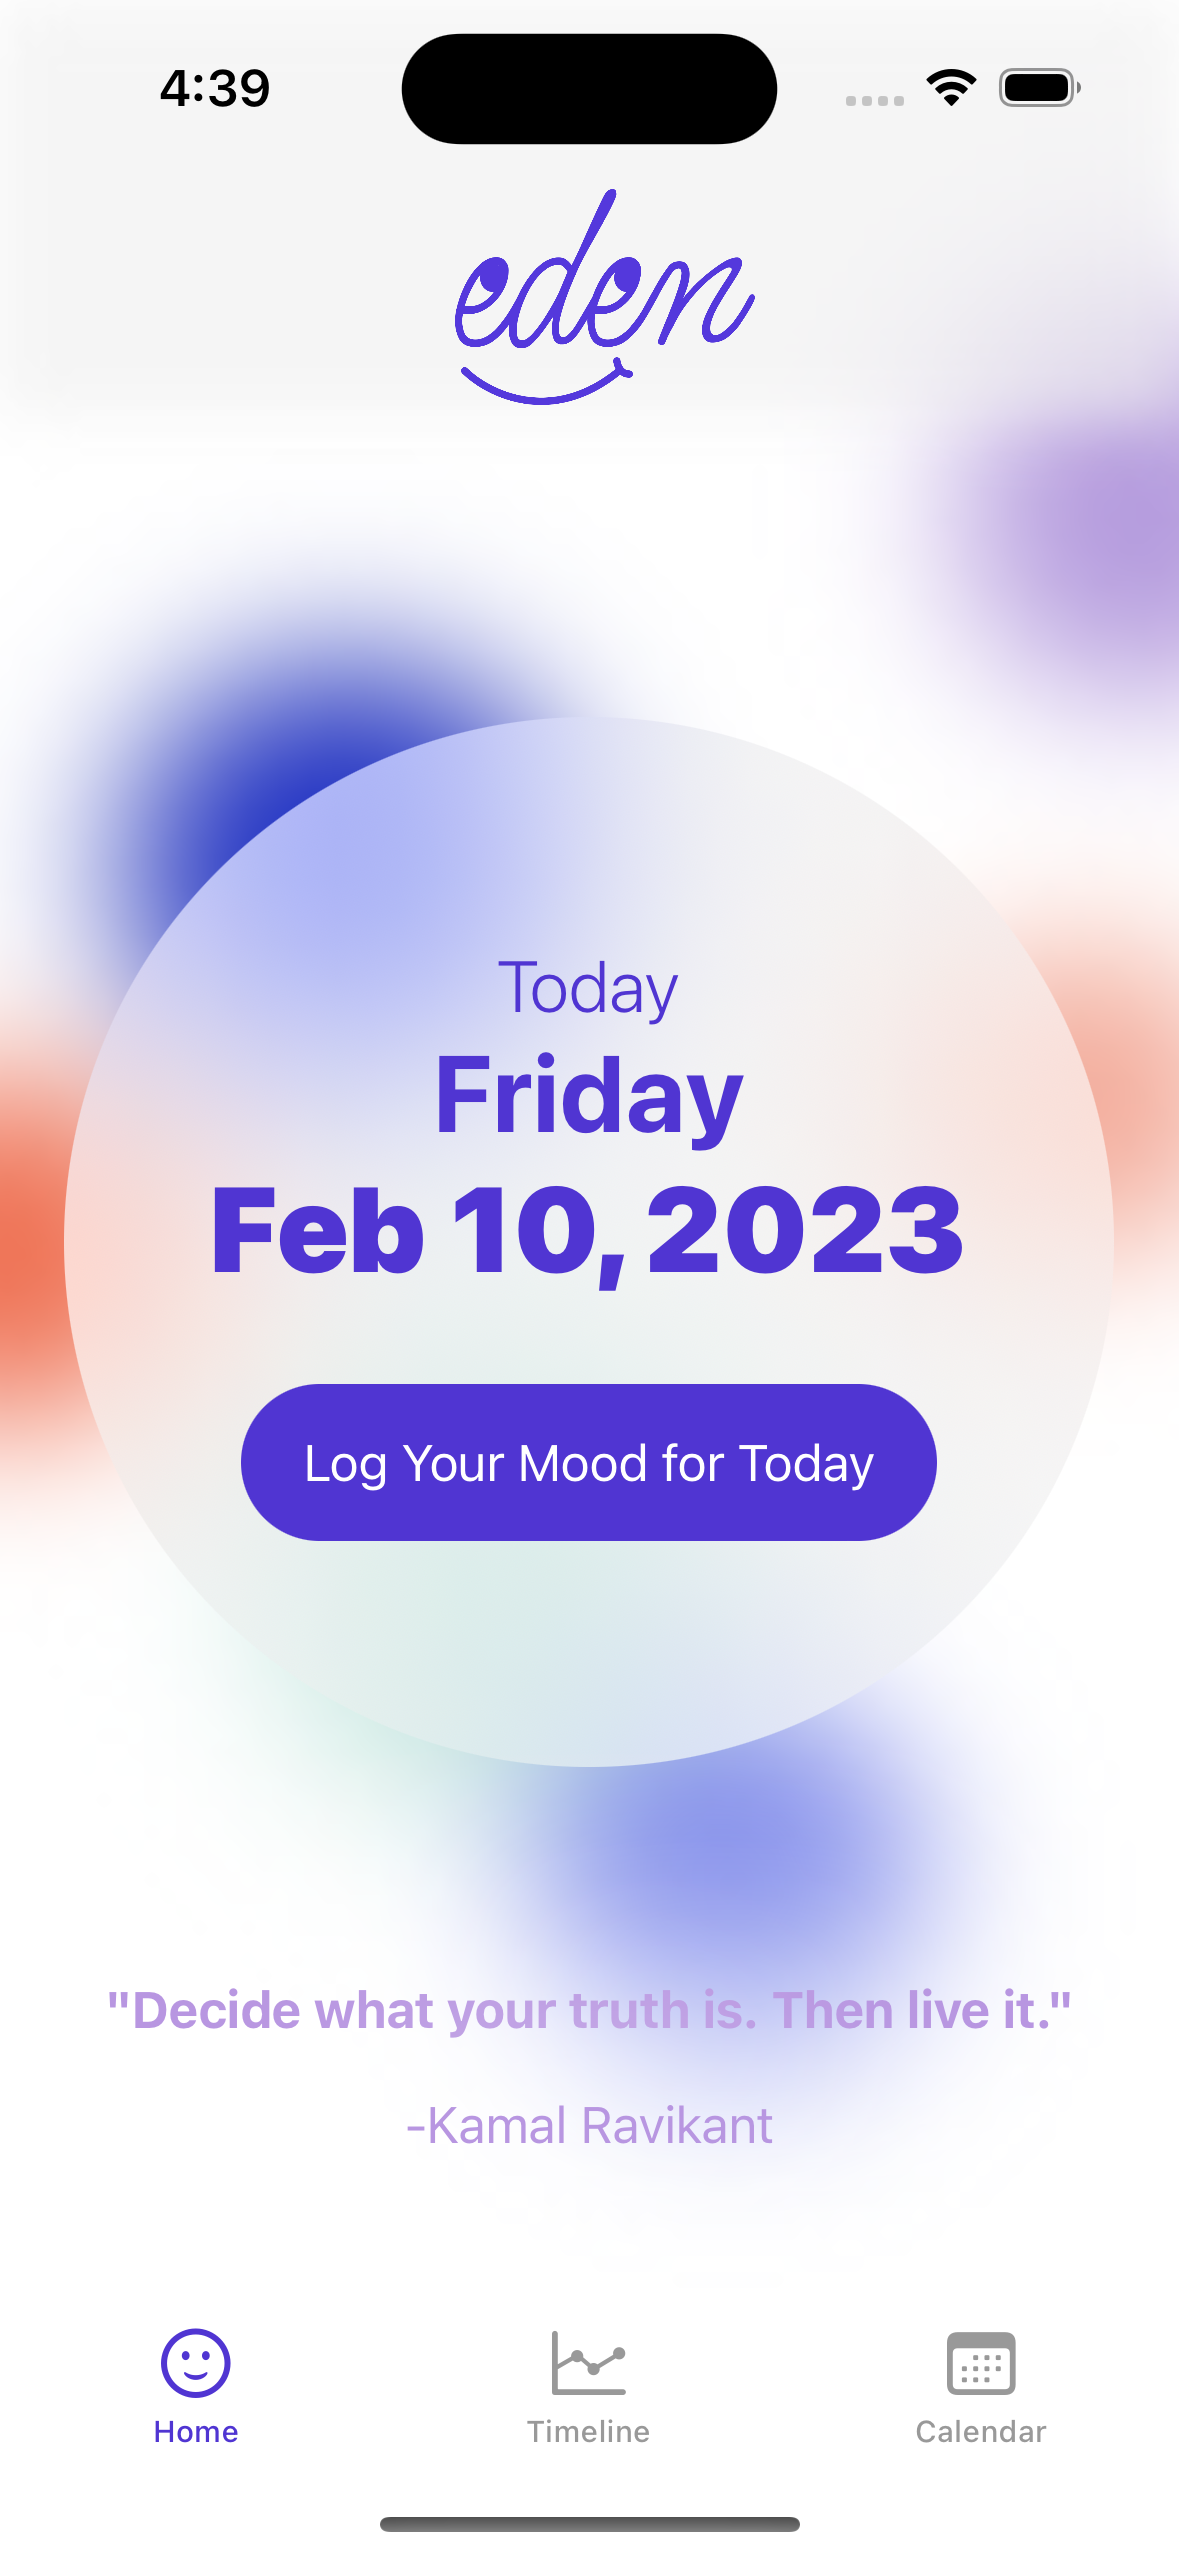 4:39
eden
Today
Friday
Feb 10, 2023
Log Your Mood for Today
"Decide what your truth is. Then live it."
-Kamal Ravikant
Home
Timeline
Calendar